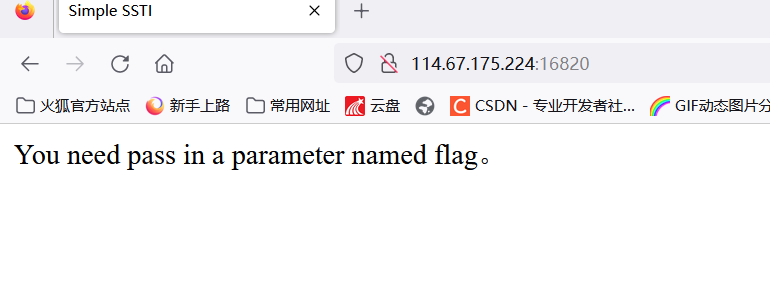 Simple SSTI
114.67.175.224:16820
火狐官方站点 新手上路 常用网址 云盘 CSDN - 专业开发者社... GIF动态图片分
You need pass in a parameter named flag。